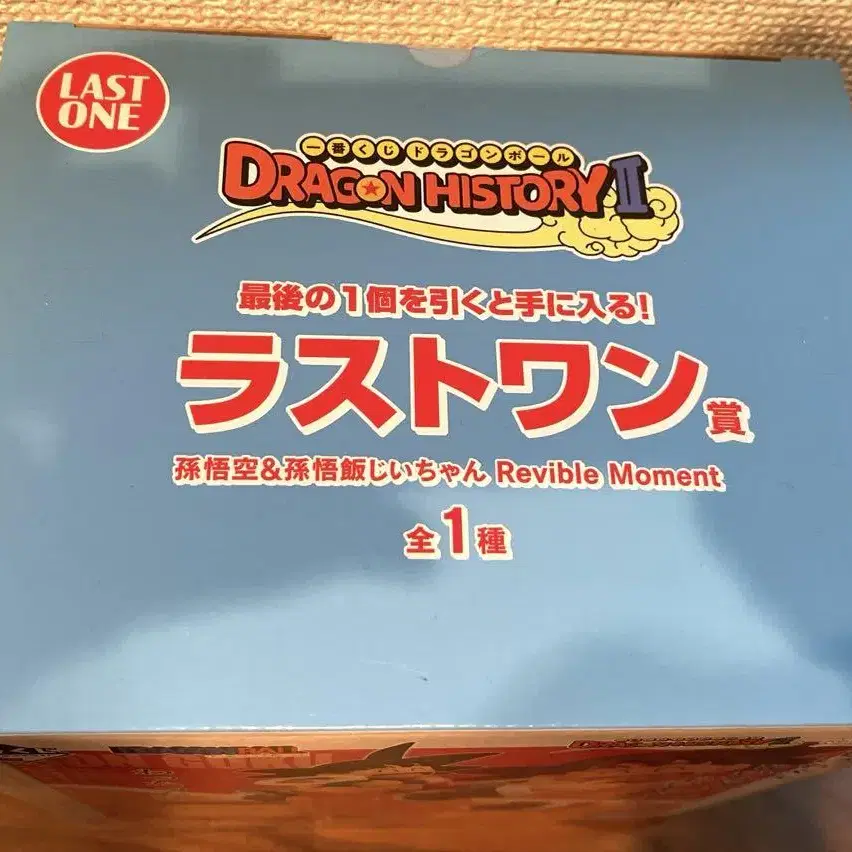 LAST
ONE
一番くじドラゴンボール
DRAGON HISTORY II
最後の1個を引くと手に入る!
ラストワン賞
孫悟空&孫悟飯じいちゃん Revible Moment
全1種